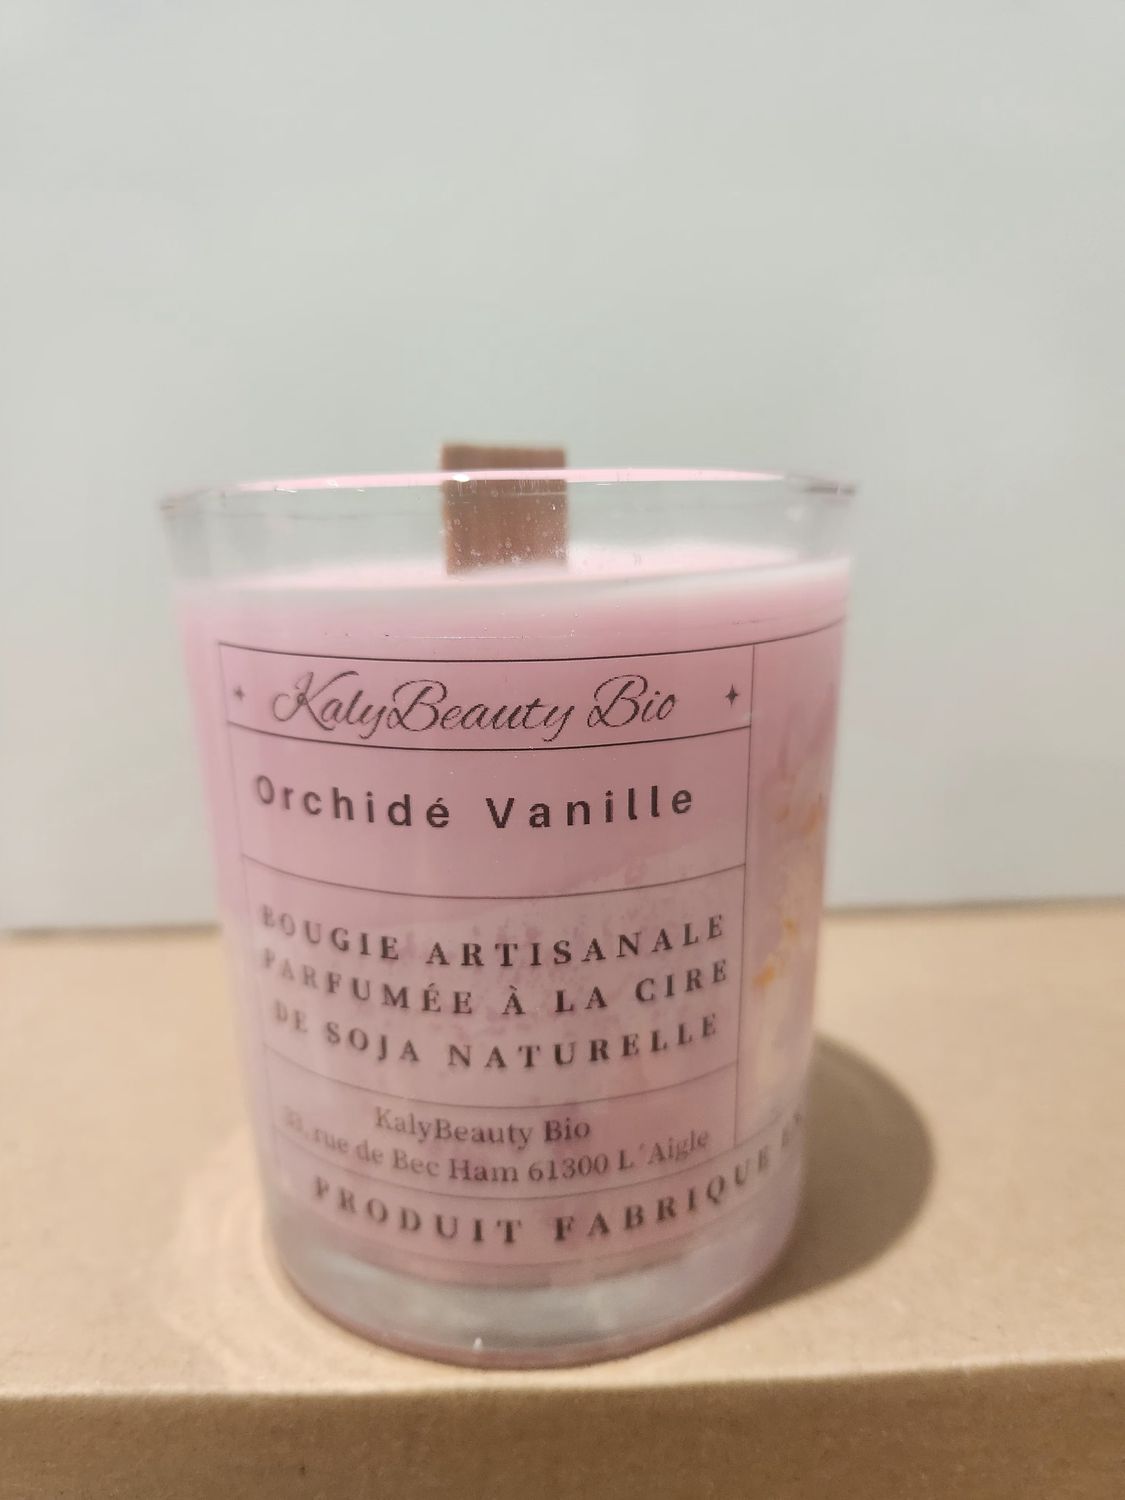 KalyBeauty Bio
Orchidé Vanille
BOUGIE ARTISANALE
PARFUMÉE À LA CIRE
DE SOJA NATURELLE
KalyBeauty Bio
rue de Bec Ham 61300 L´Aigle
PRODUIT FABRIQUE EN